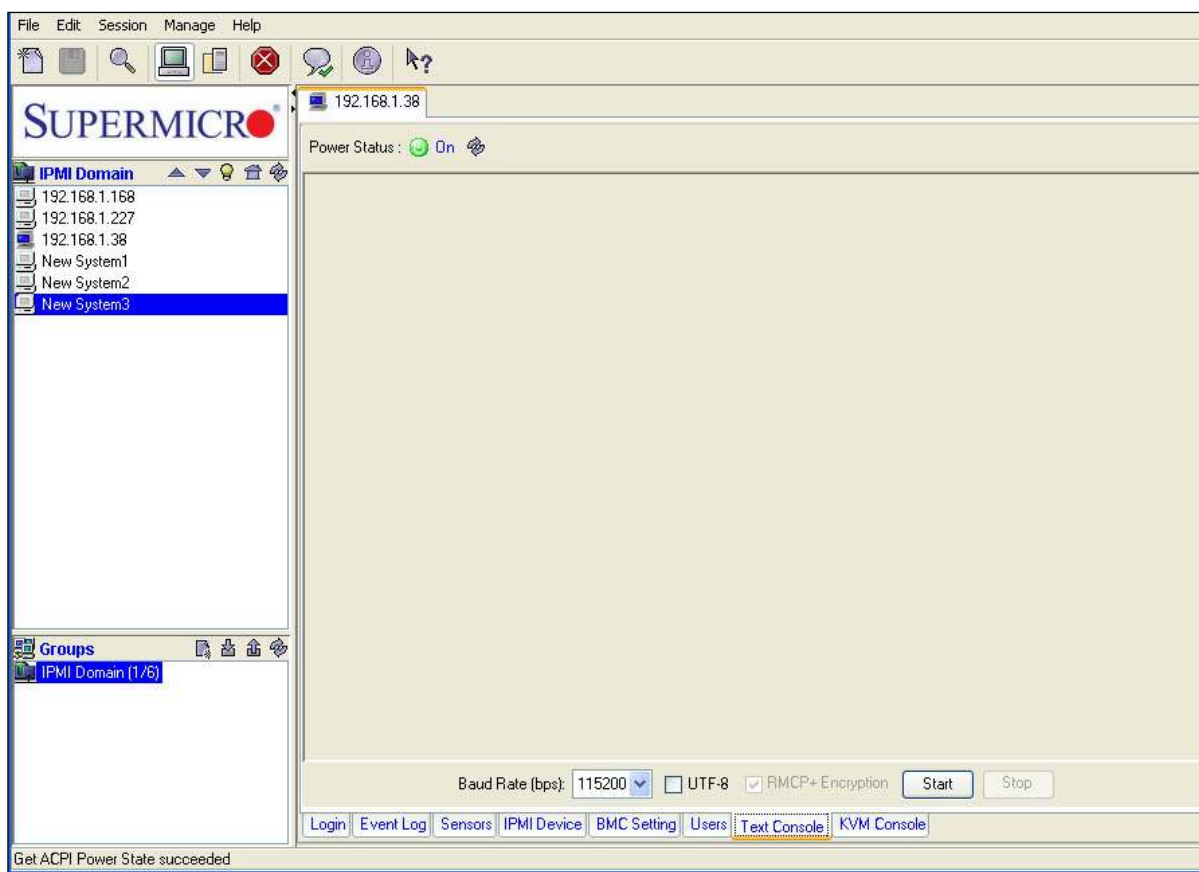 File Edit Session Manage Help
SUPERMICRO
192.168.1.38
Power Status : On
IPMI Domain
192.168.1.168
192.168.1.227
192.168.1.38
New System1
New System2
New System3
Groups
IPMI Domain (1/6)
Baud Rate (bps): 115200 UTF-8 RMCP+ Encryption Start Stop
Login Event Log Sensors IPMI Device BMC Setting Users Text Console KVM Console
Get ACPI Power State succeeded